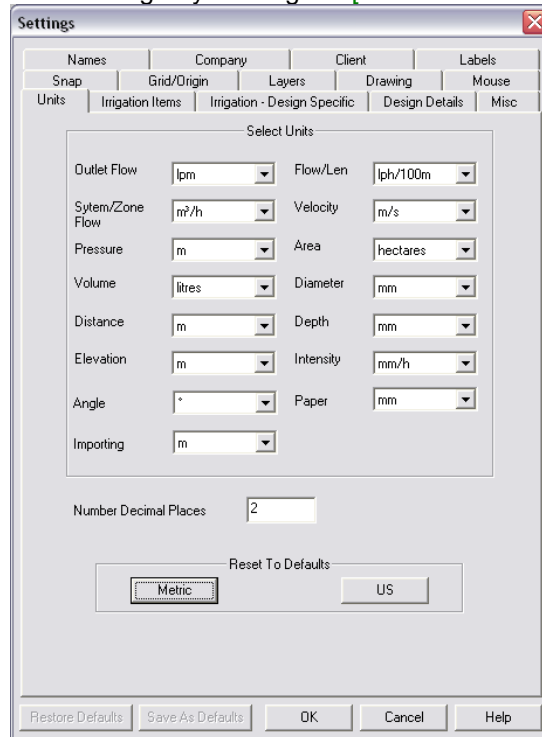 Settings
Names Company Client Labels
Snap Grid/Origin Layers Drawing Mouse
Units Irrigation Items Irrigation - Design Specific Design Details Misc
Select Units
Outlet Flow lpm Flow/Len lph/100m
Sytem/Zone Flow m³/h Velocity m/s
Pressure m Area hectares
Volume litres Diameter mm
Distance m Depth mm
Elevation m Intensity mm/h
Angle ° Paper mm
Importing m
Number Decimal Places 2
Reset To Defaults
Metric US
Restore Defaults Save As Defaults OK Cancel Help